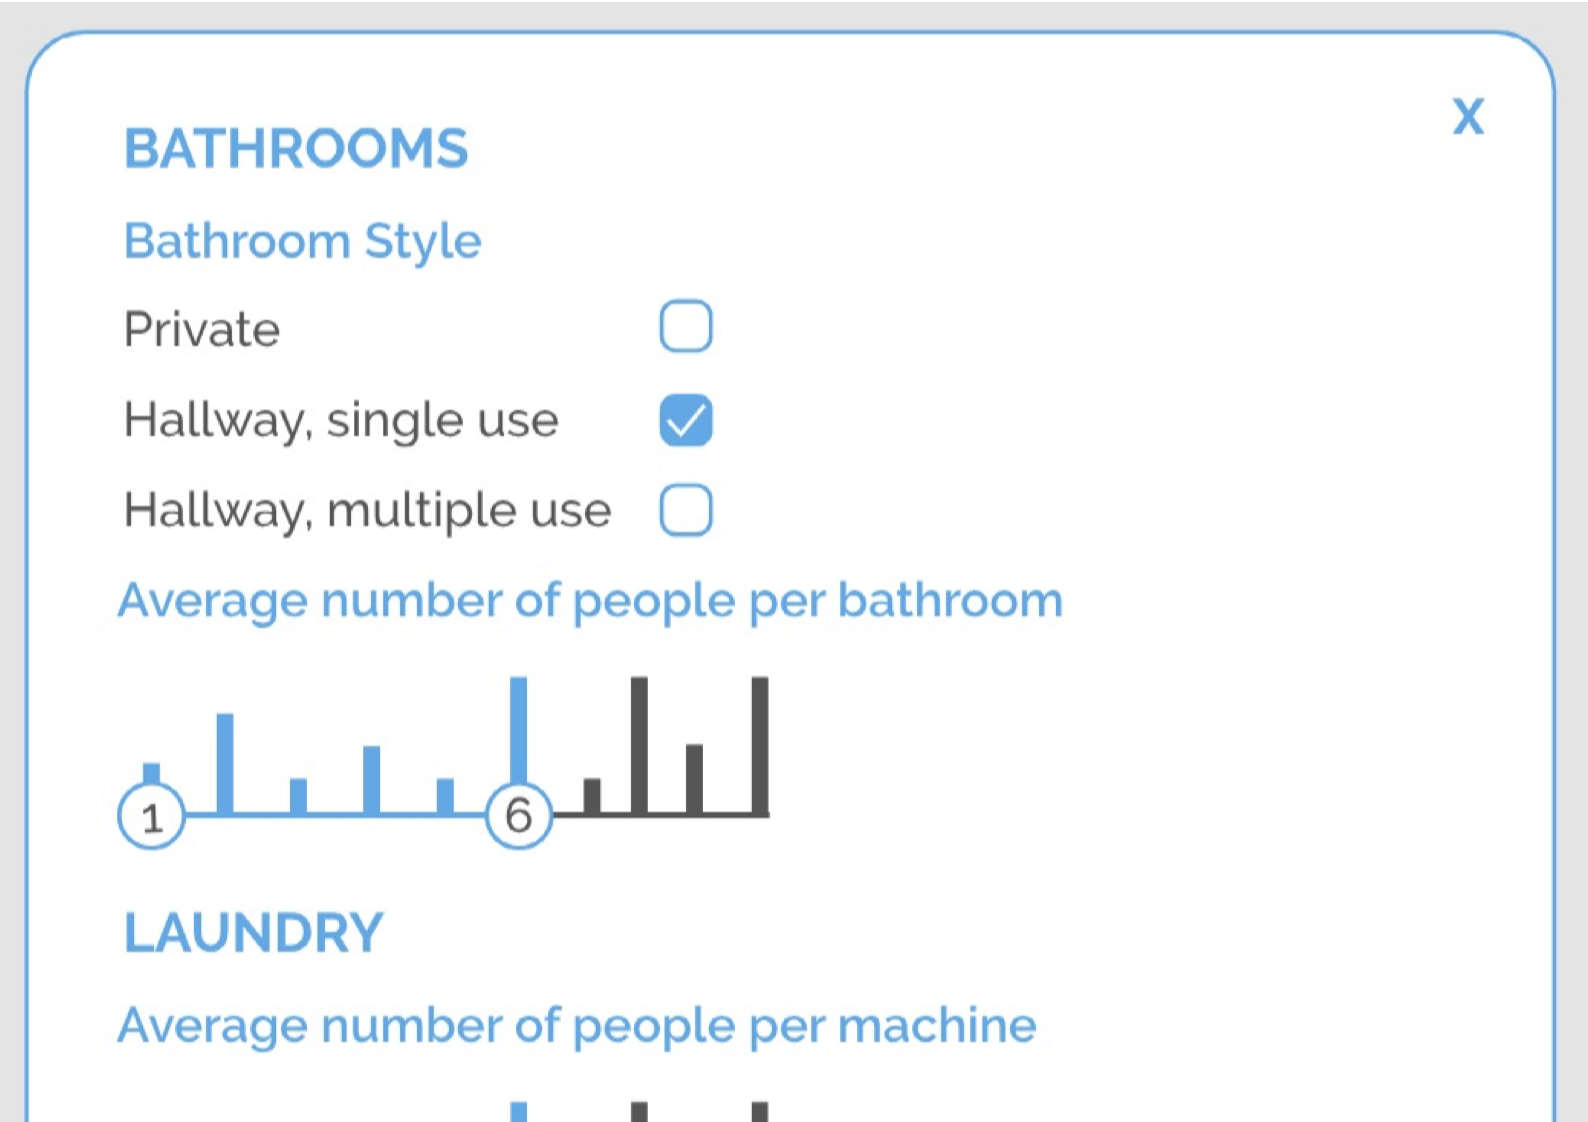 X
BATHROOMS
Bathroom Style
Private
Hallway, single use
Hallway, multiple use
Average number of people per bathroom
1 6
LAUNDRY
Average number of people per machine